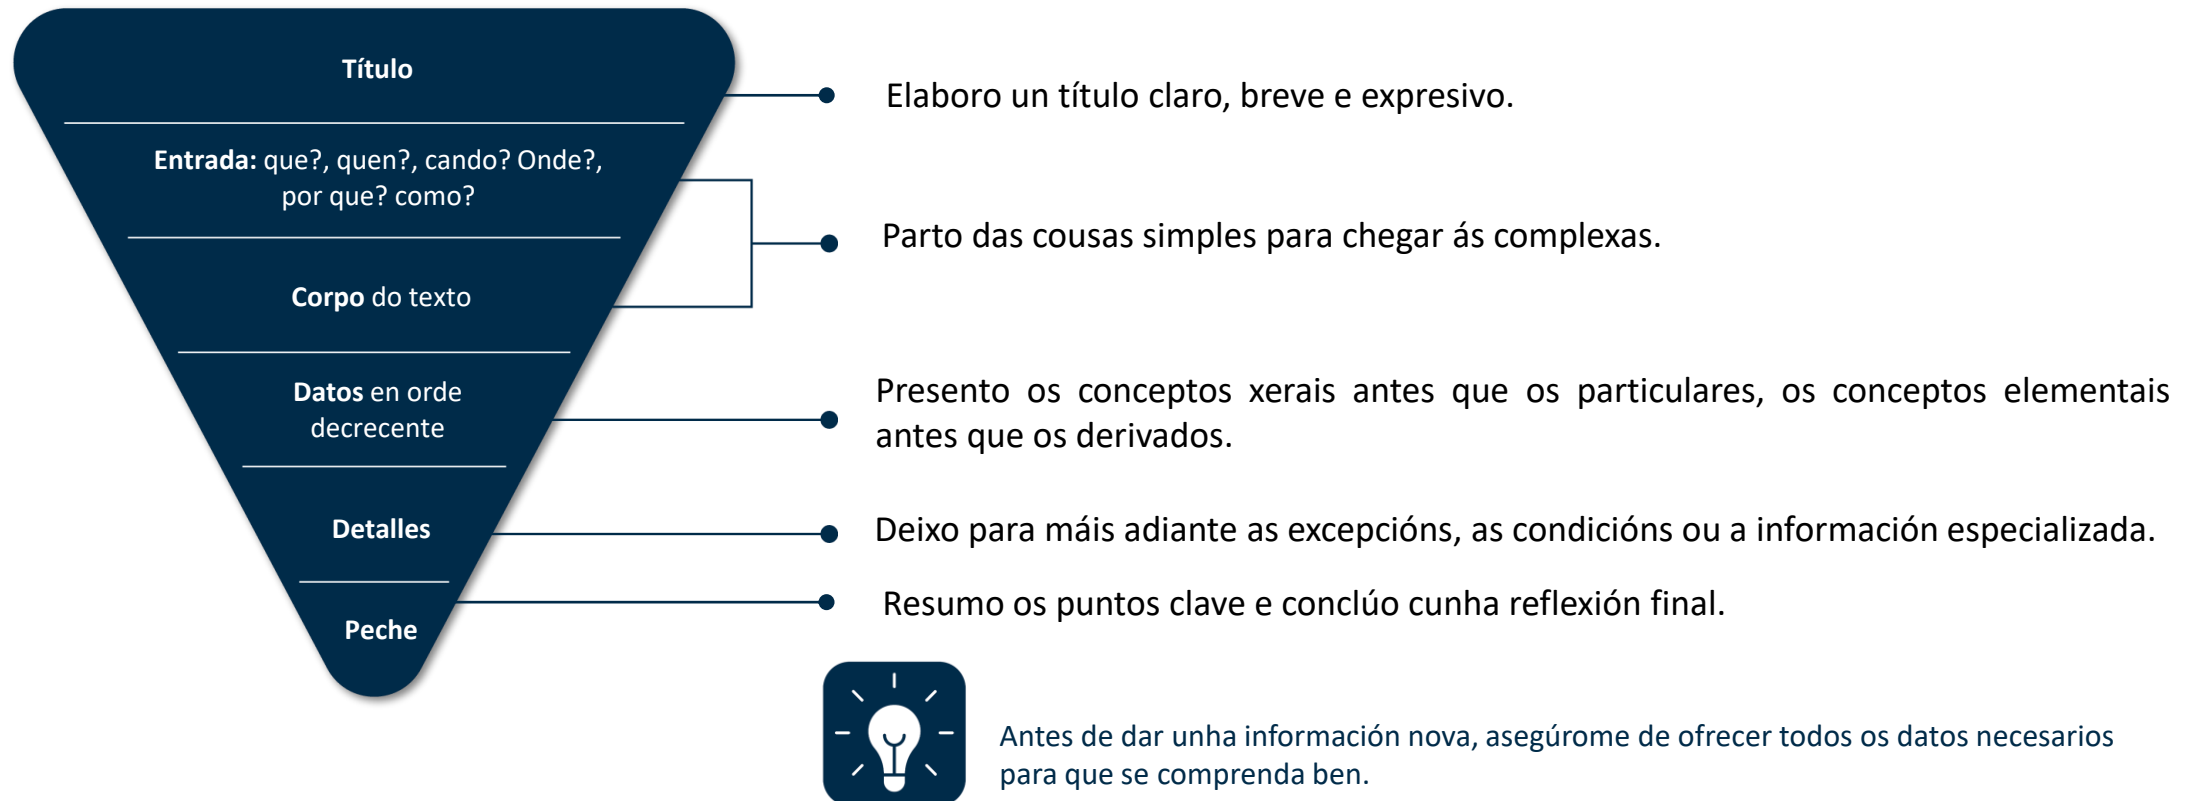 Título
Elaboro un título claro, breve e expresivo.
Entrada: que?, quen?, cando? Onde?,
por que? como?
Parto das cousas simples para chegar ás complexas.
Corpo do texto
Datos en orde
decrecente
Presento os conceptos xerais antes que os particulares, os conceptos elementais
antes que os derivados.
Detalles
Deixo para máis adiante as excepcións, as condicións ou a información especializada.
Peche
Resumo os puntos clave e conclúo cunha reflexión final.
Antes de dar unha información nova, asegúrome de ofrecer todos os datos necesarios
para que se comprenda ben.